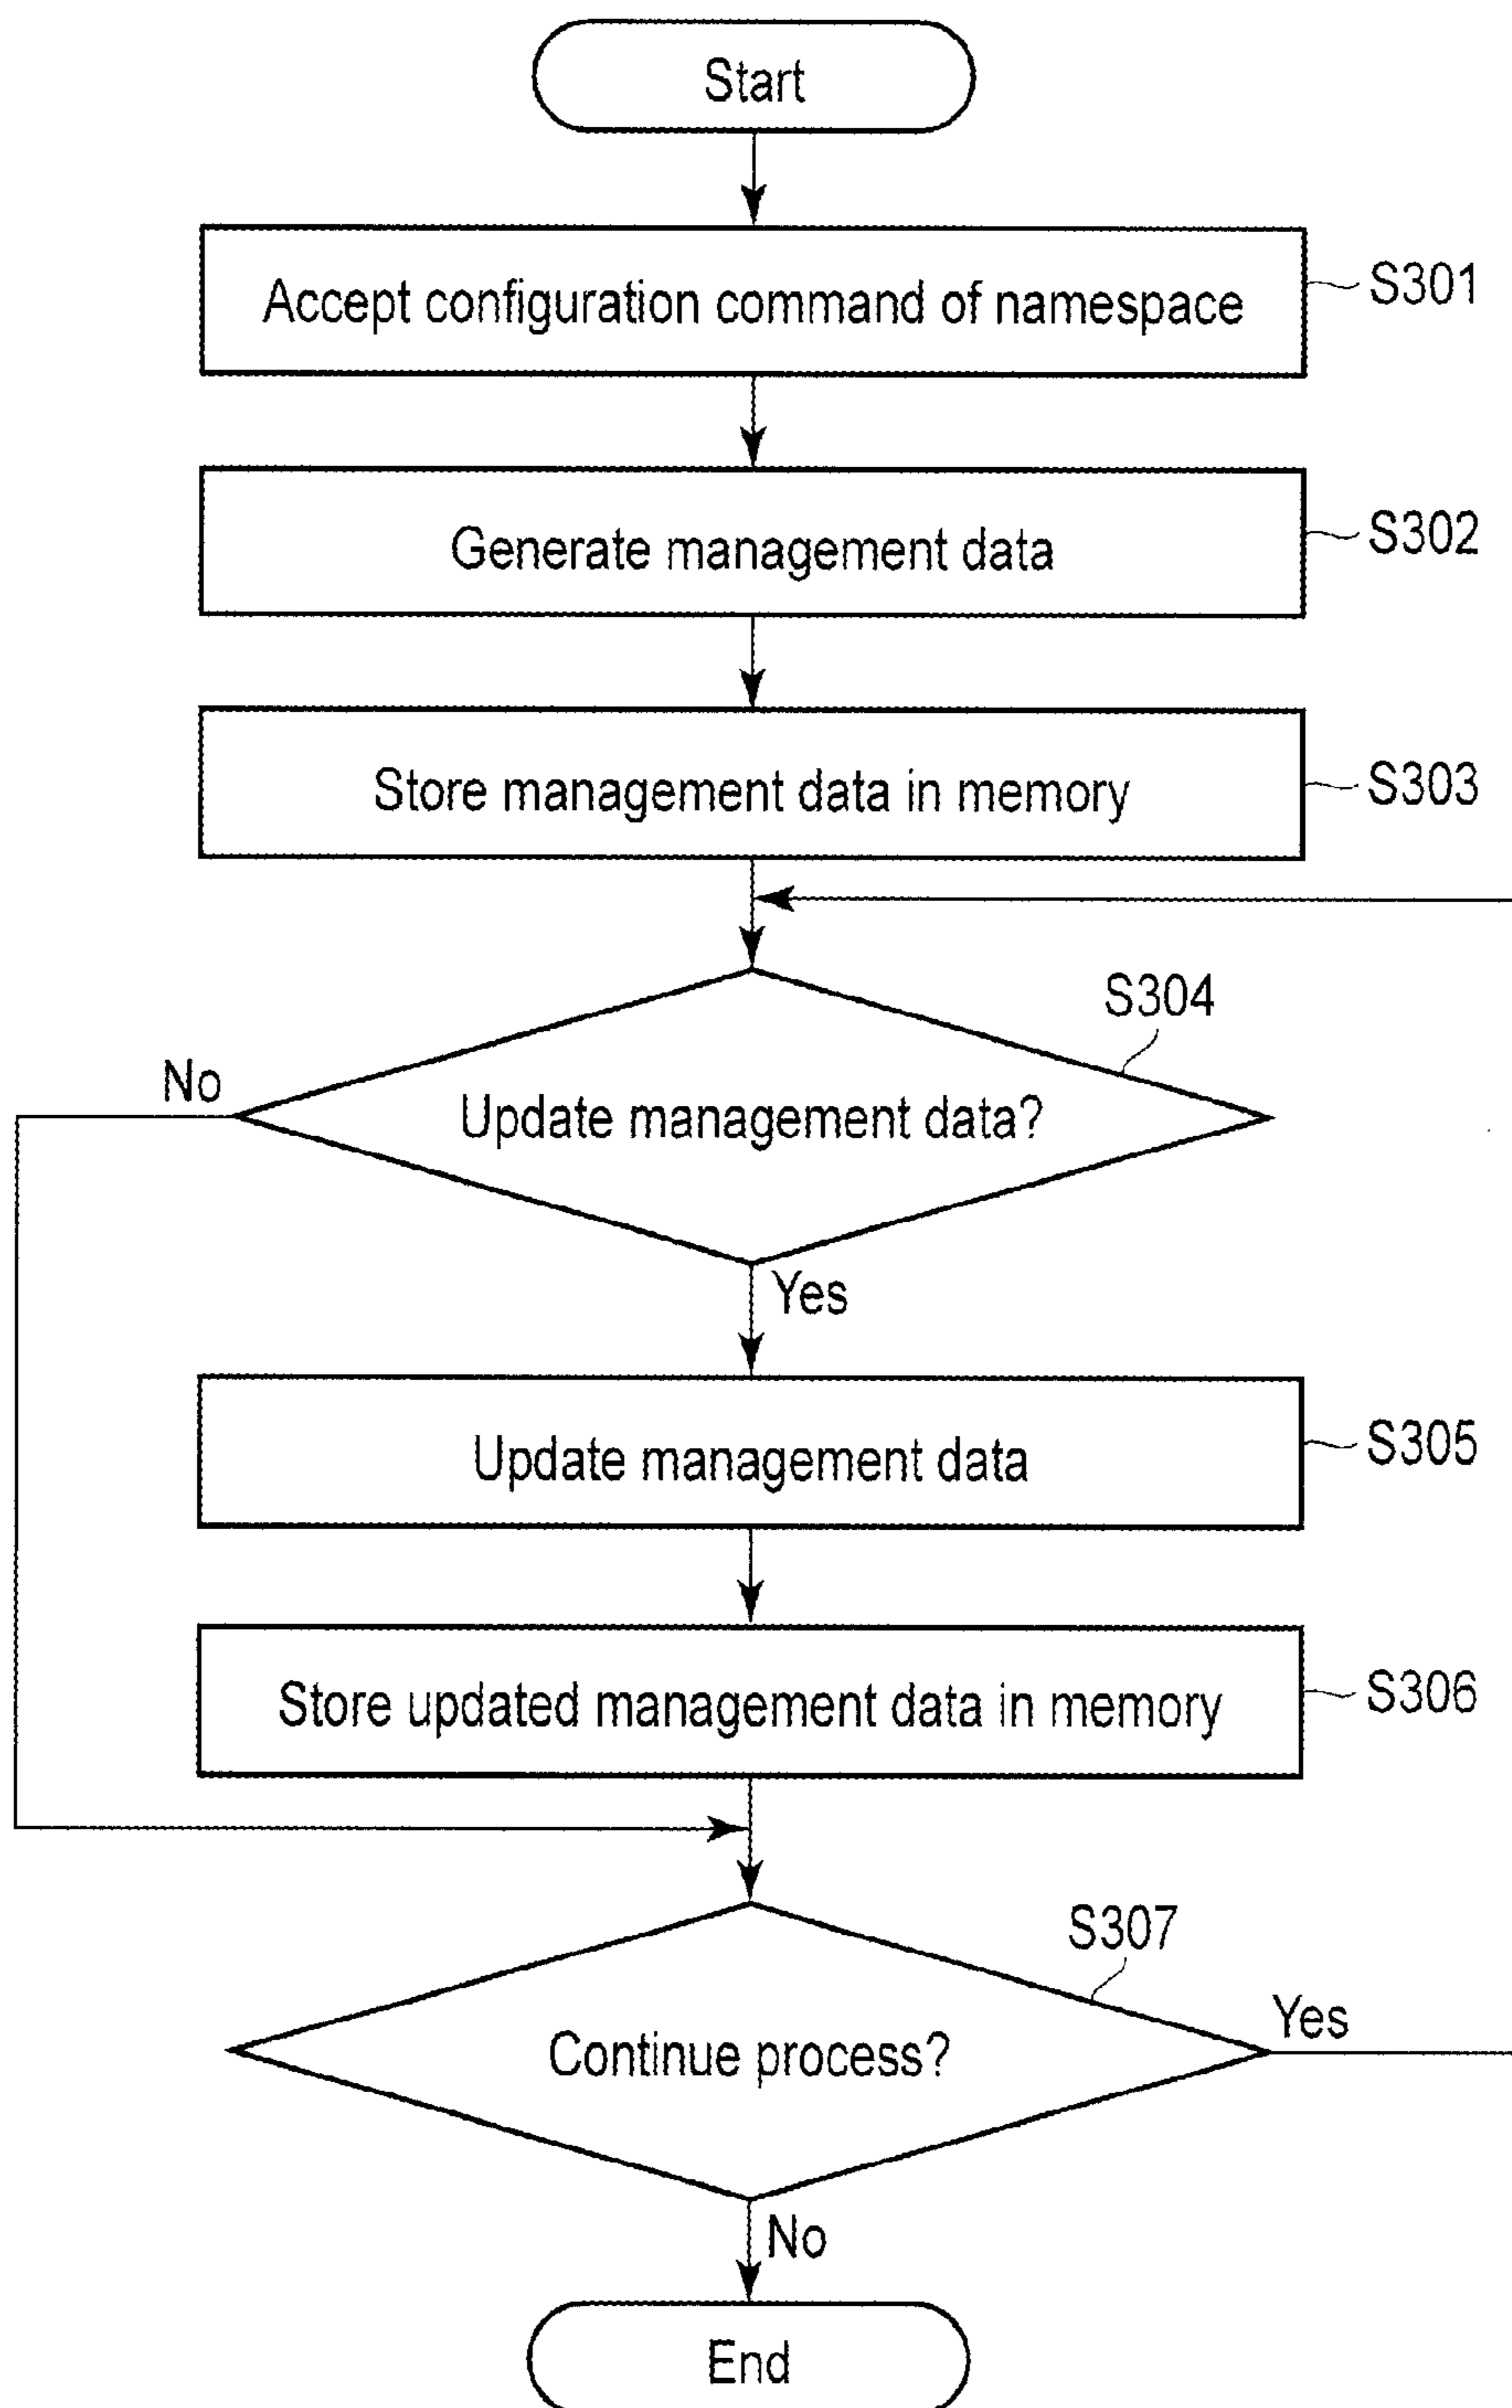 Start
Accept configuration command of namespace
S301
Generate management data
S302
Store management data in memory
S303
S304
No
Update management data?
Yes
Update management data
S305
Store updated management data in memory
S306
S307
Continue process?
Yes
No
End